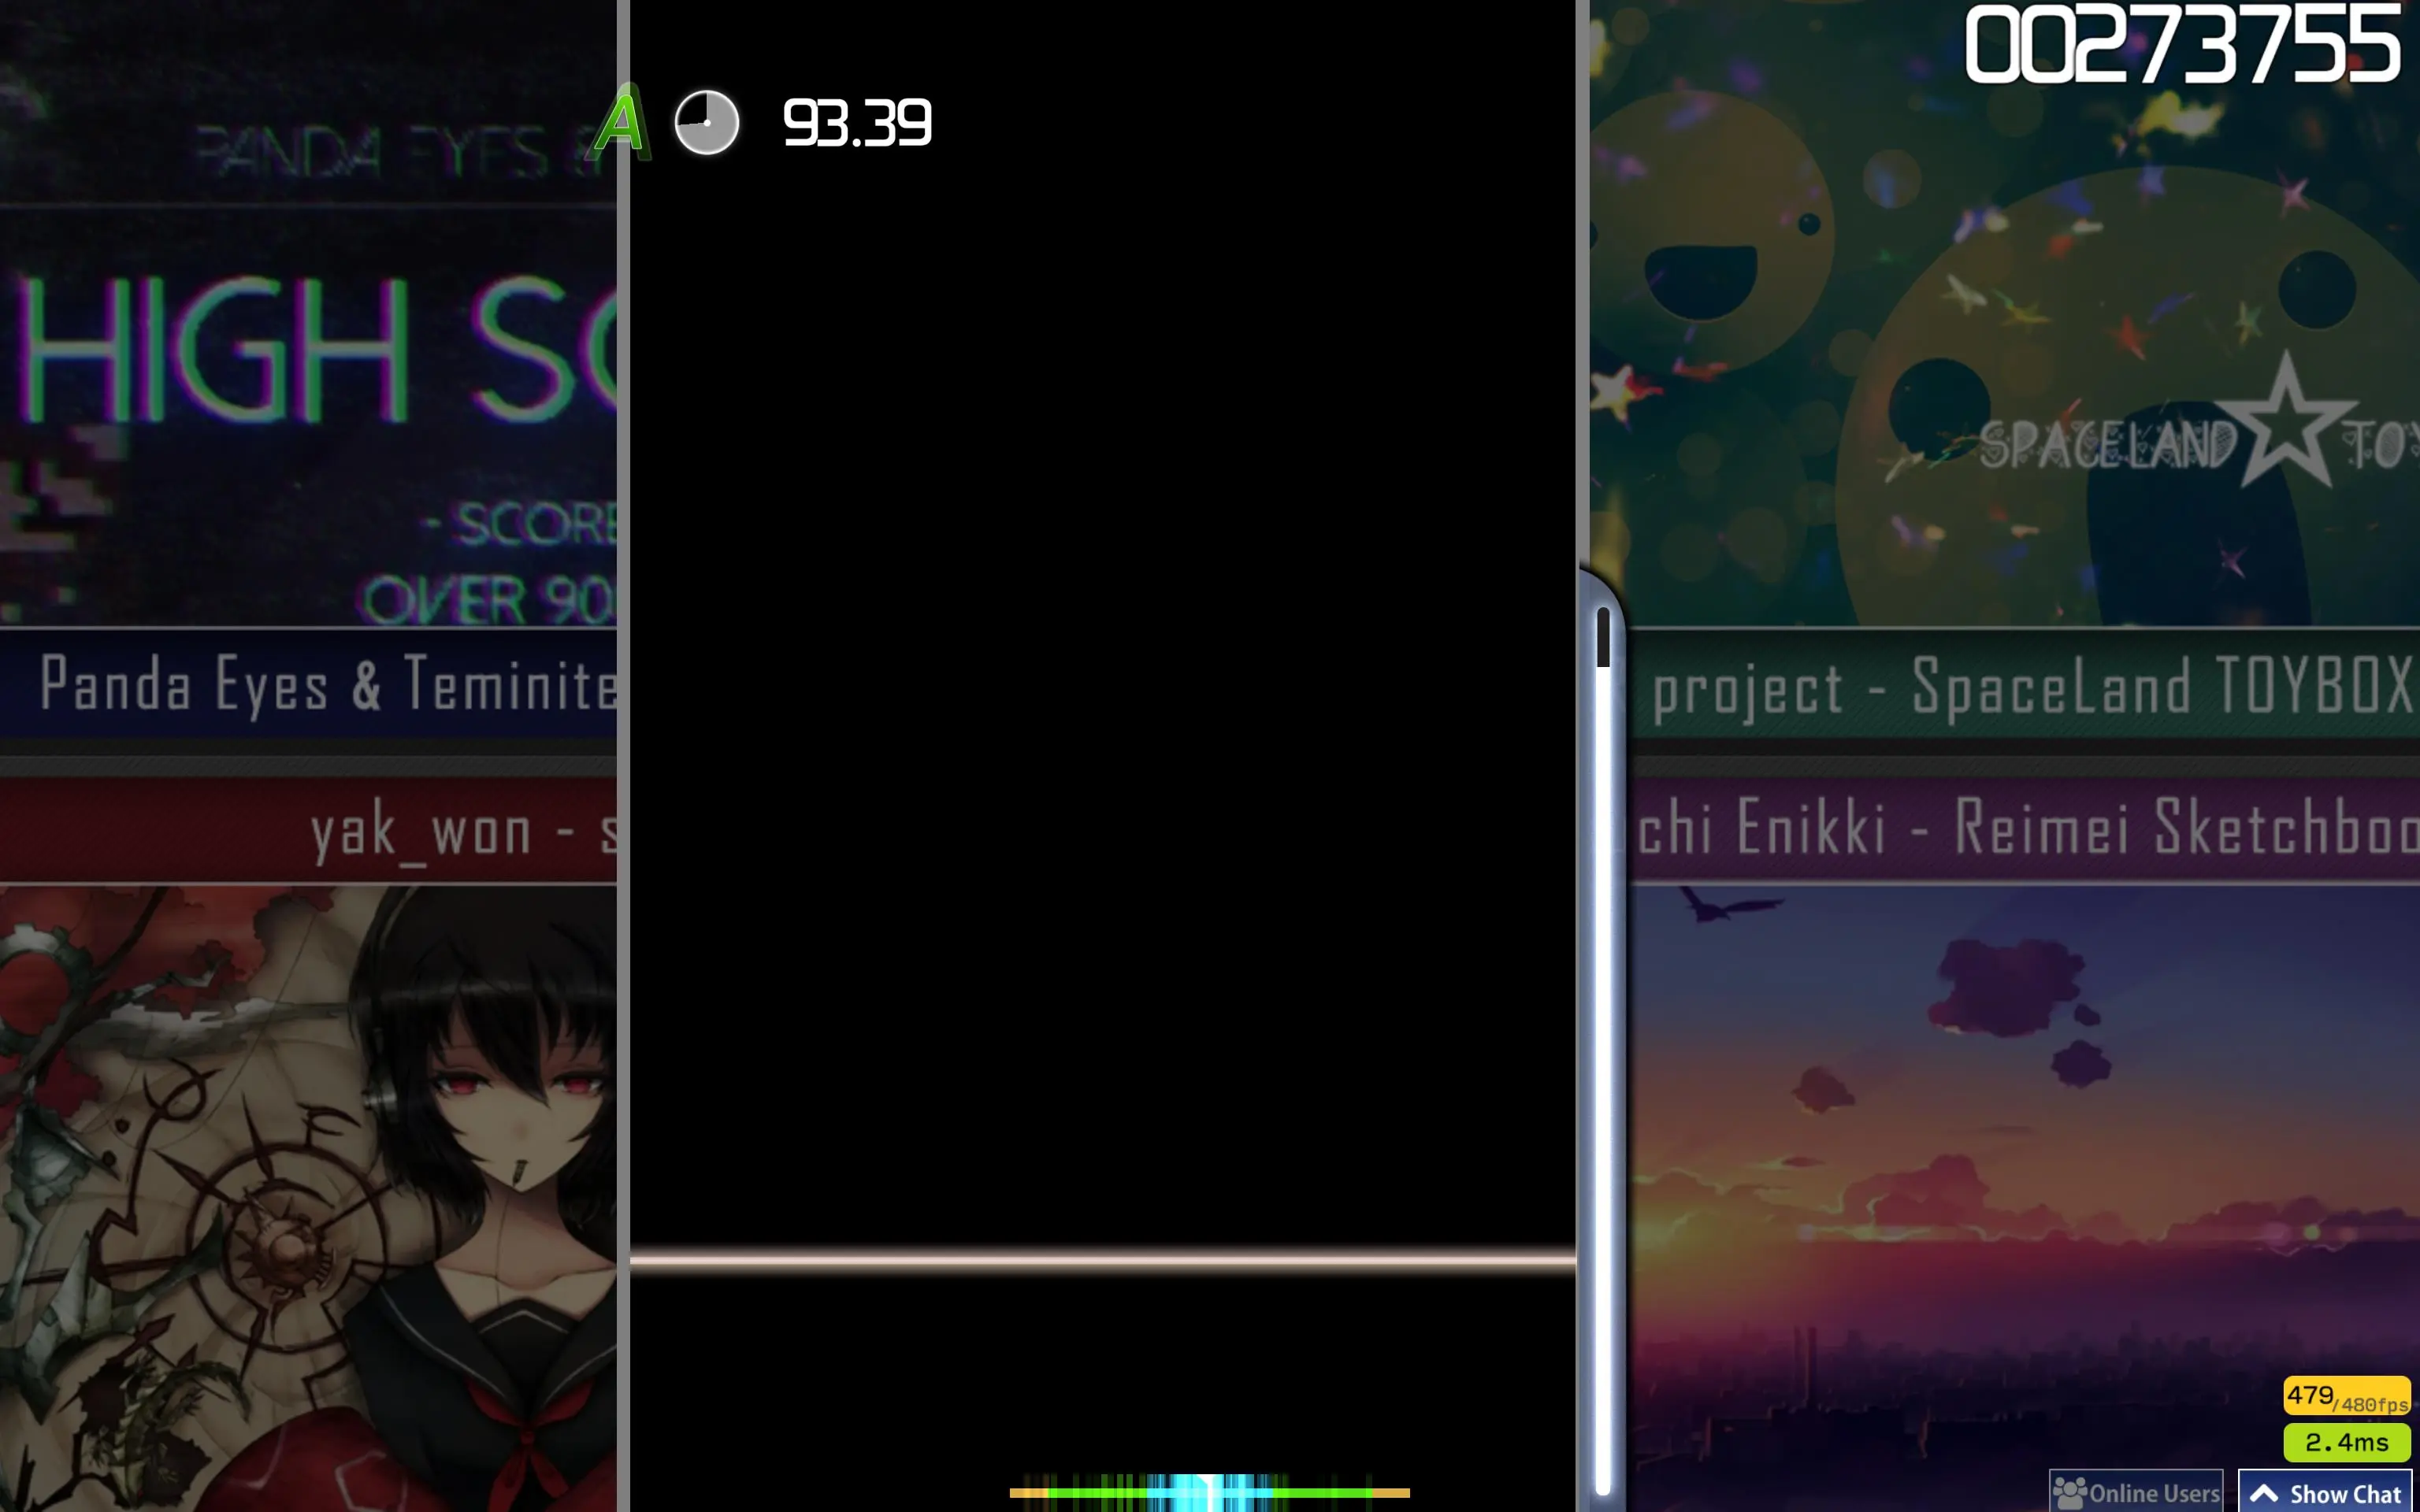 00273755
A
93.39
PANDA EYES &
HIGH SC
- SCORE
OVER 90
SPACELAND☆TOY
Panda Eyes & Teminite
project - SpaceLand TOYBOX
yak_won - s
chi Enikki - Reimei Sketchboo
479/480fps
2.4ms
Online Users
Show Chat